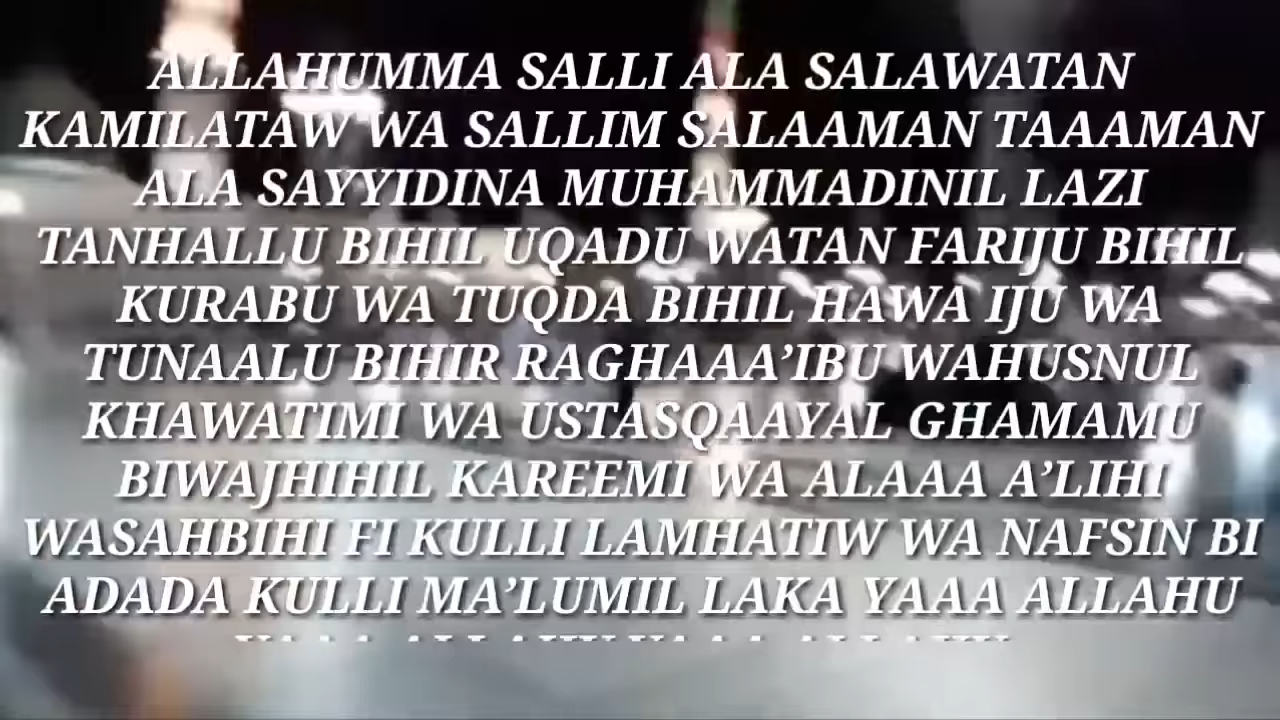 ALLAHUMMA SALLI ALA SALAWATAN
KAMILATAW WA SALLIM SALAAMAN TAAAMAN
ALA SAYYIDINA MUHAMMADINIL LAZI
TANHALLU BIHIL UQADU WATAN FARIJU BIHIL
KURABU WA TUQDA BIHIL HAWA IJU WA
TUNAALU BIHIR RAGHAAA’IBU WAHUSNUL
KHAWATIMI WA USTASQAAYAL GHAMAMU
BIWAJHIHIL KAREEMI WA ALAAA A’LIHI
WASAHBIHI FI KULLI LAMHATIW WA NAFSIN BI
ADADA KULLI MA’LUMIL LAKA YAAA ALLAHU